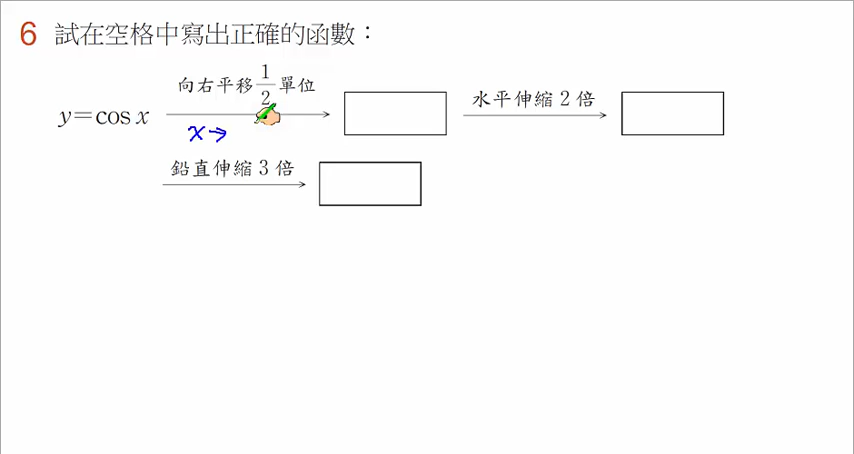 6 試在空格中寫出正確的函數：
向右平移 1/2 單位
水平伸縮 2 倍
y=cos x
x→
鉛直伸縮 3 倍